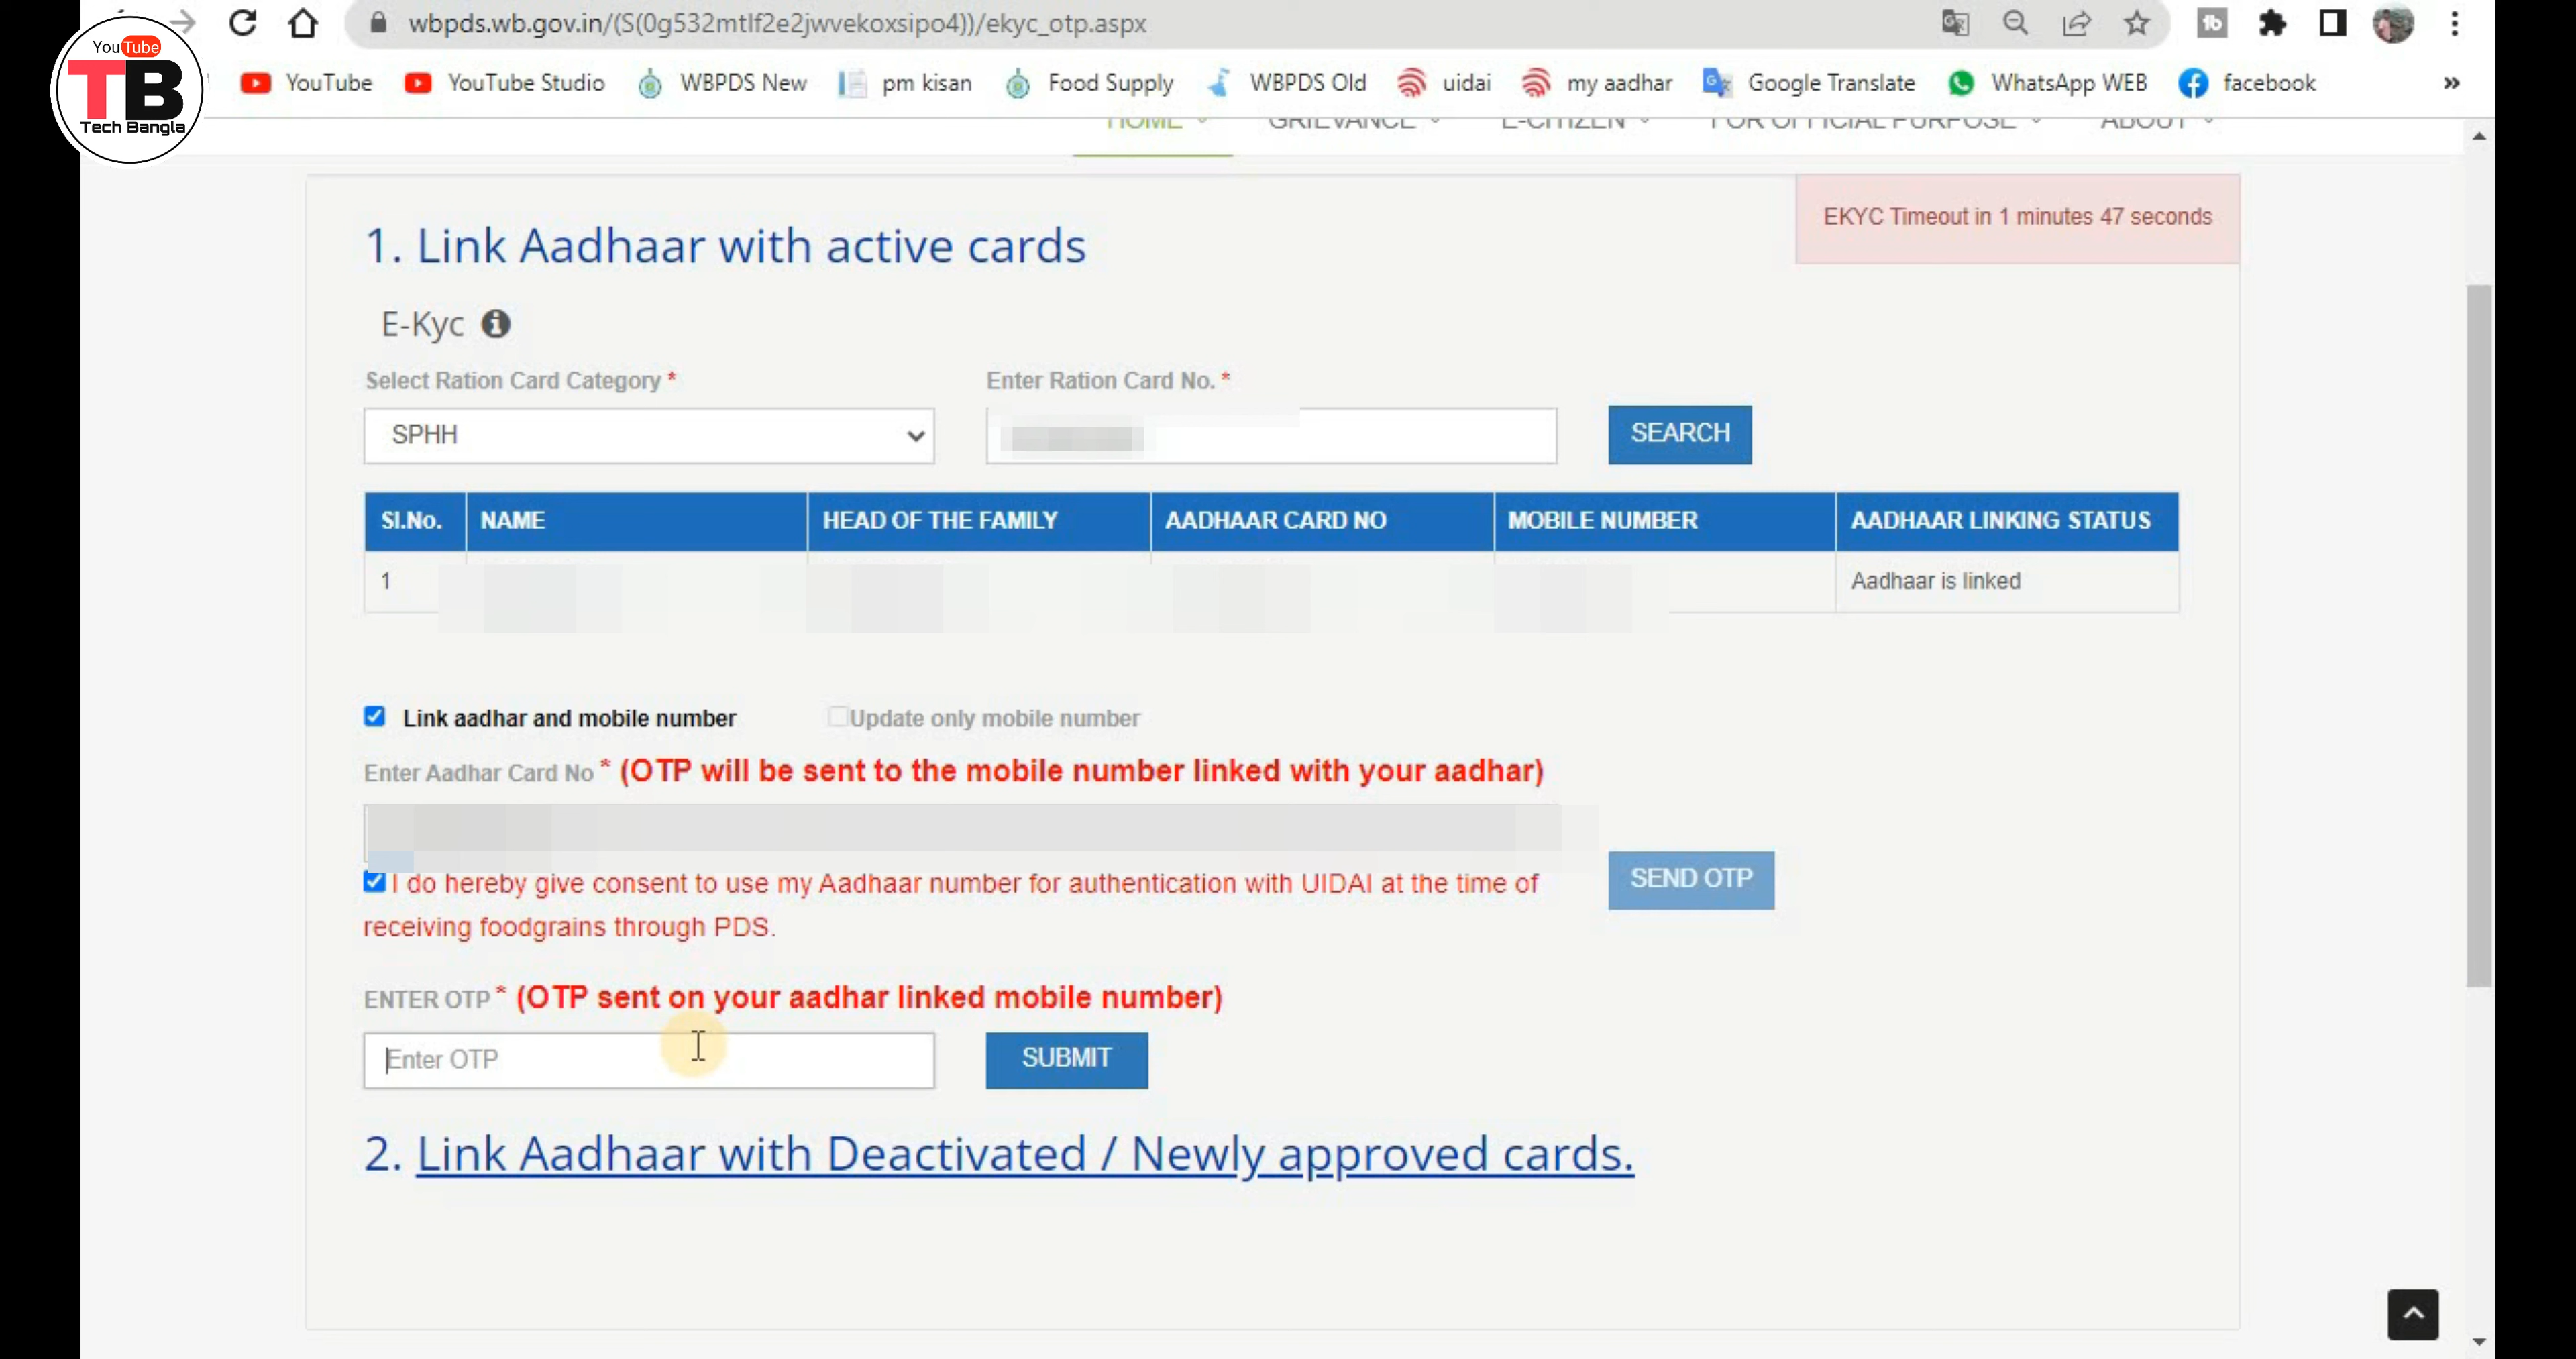 wbpds.wb.gov.in/(S(0g532mtlf2e2jwvekoxsipo4))/ekyc_otp.aspx
YouTube
TB
Tech Bangla
YouTube YouTube Studio WBPDS New pm kisan Food Supply WBPDS Old uidai my aadhar Google Translate WhatsApp WEB facebook »
HOME GRIEVANCE E-CITIZEN FOR OFFICIAL PURPOSE ABOUT
EKYC Timeout in 1 minutes 47 seconds
1. Link Aadhaar with active cards
E-Kyc
Select Ration Card Category * Enter Ration Card No. *
SPHH SEARCH
Sl.No. NAME HEAD OF THE FAMILY AADHAAR CARD NO MOBILE NUMBER AADHAAR LINKING STATUS
1 Aadhaar is linked
Link aadhar and mobile number Update only mobile number
Enter Aadhar Card No * (OTP will be sent to the mobile number linked with your aadhar)
I do hereby give consent to use my Aadhaar number for authentication with UIDAI at the time of
receiving foodgrains through PDS.
SEND OTP
ENTER OTP * (OTP sent on your aadhar linked mobile number)
Enter OTP SUBMIT
2. Link Aadhaar with Deactivated / Newly approved cards.